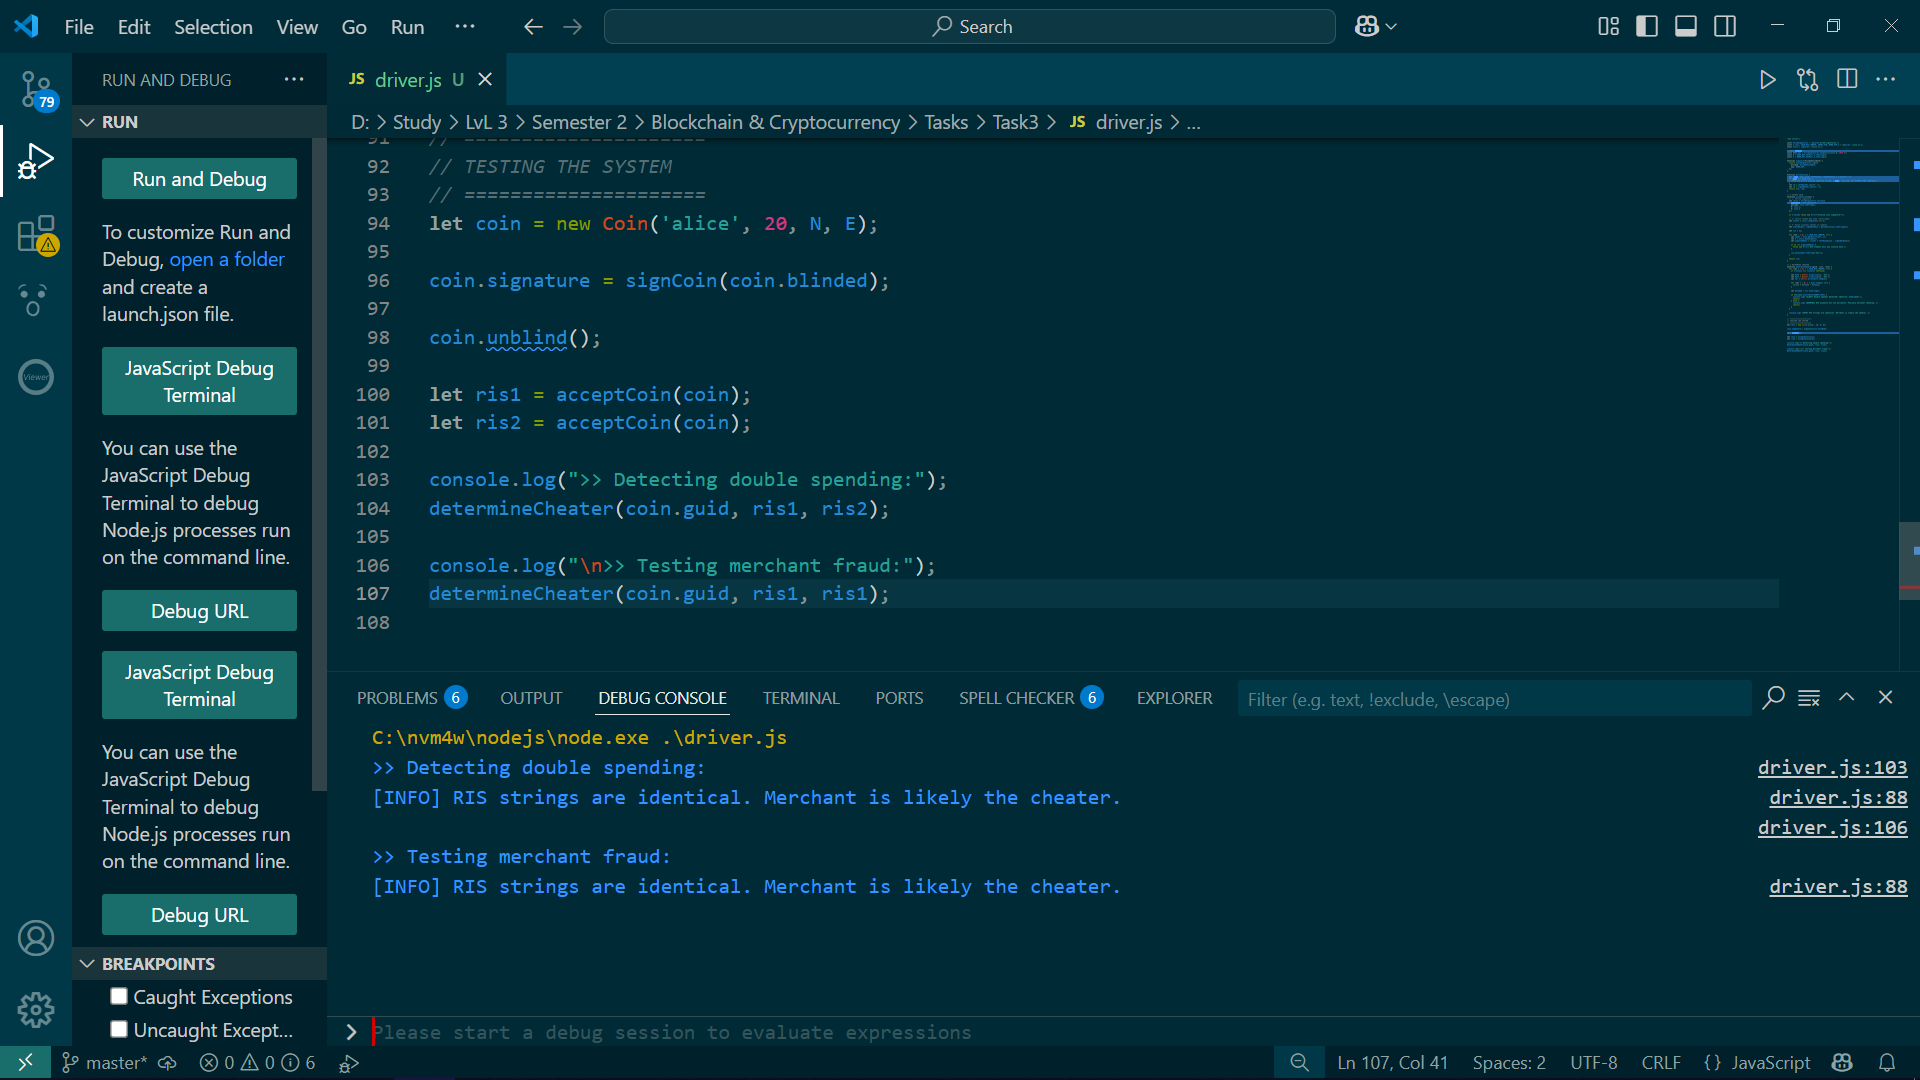 File Edit Selection View Go Run ... Search
RUN AND DEBUG ... JS driver.js U
79
RUN
D: > Study > LvL 3 > Semester 2 > Blockchain & Cryptocurrency > Tasks > Task3 > JS driver.js > ...
Run and Debug
To customize Run and
Debug, open a folder
and create a
launch.json file.
JavaScript Debug
Terminal
You can use the
JavaScript Debug
Terminal to debug
Node.js processes run
on the command line.
Debug URL
JavaScript Debug
Terminal
You can use the
JavaScript Debug
Terminal to debug
Node.js processes run
on the command line.
Debug URL
BREAKPOINTS
Caught Exceptions
Uncaught Except...
Viewer
91 // =====================
92 // TESTING THE SYSTEM
93 // =====================
94 let coin = new Coin('alice', 20, N, E);
95
96 coin.signature = signCoin(coin.blinded);
97
98 coin.unblind();
99
100 let ris1 = acceptCoin(coin);
101 let ris2 = acceptCoin(coin);
102
103 console.log(">> Detecting double spending:");
104 determineCheater(coin.guid, ris1, ris2);
105
106 console.log("\n>> Testing merchant fraud:");
107 determineCheater(coin.guid, ris1, ris1);
108
PROBLEMS 6 OUTPUT DEBUG CONSOLE TERMINAL PORTS SPELL CHECKER 6 EXPLORER Filter (e.g. text, !exclude, \escape)
C:\nvm4w\nodejs\node.exe .\driver.js
>> Detecting double spending: driver.js:103
[INFO] RIS strings are identical. Merchant is likely the cheater. driver.js:88
driver.js:106
>> Testing merchant fraud:
[INFO] RIS strings are identical. Merchant is likely the cheater. driver.js:88
> Please start a debug session to evaluate expressions
master* 0 0 6 Ln 107, Col 41 Spaces: 2 UTF-8 CRLF {} JavaScript